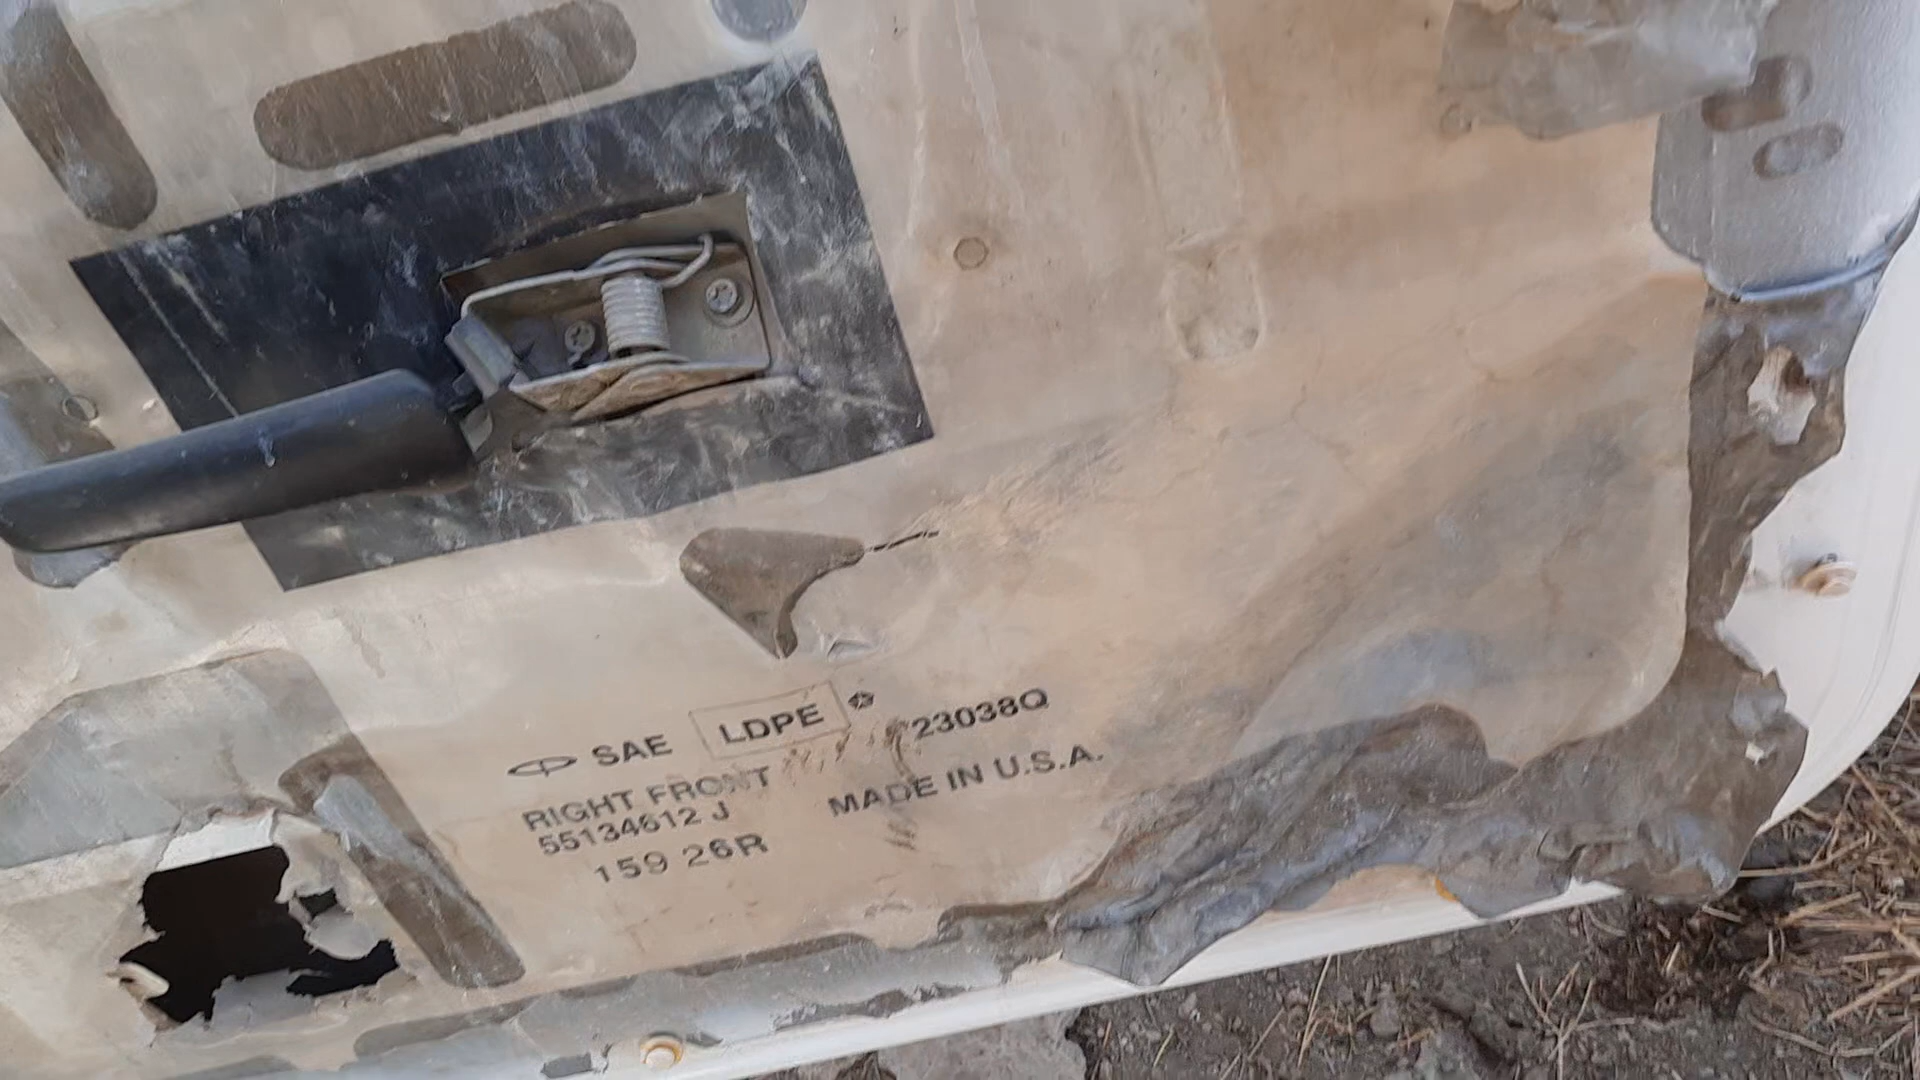 SAE LDPE 23038Q
RIGHT FRONT
MADE IN U.S.A.
55134612 J
159 26R